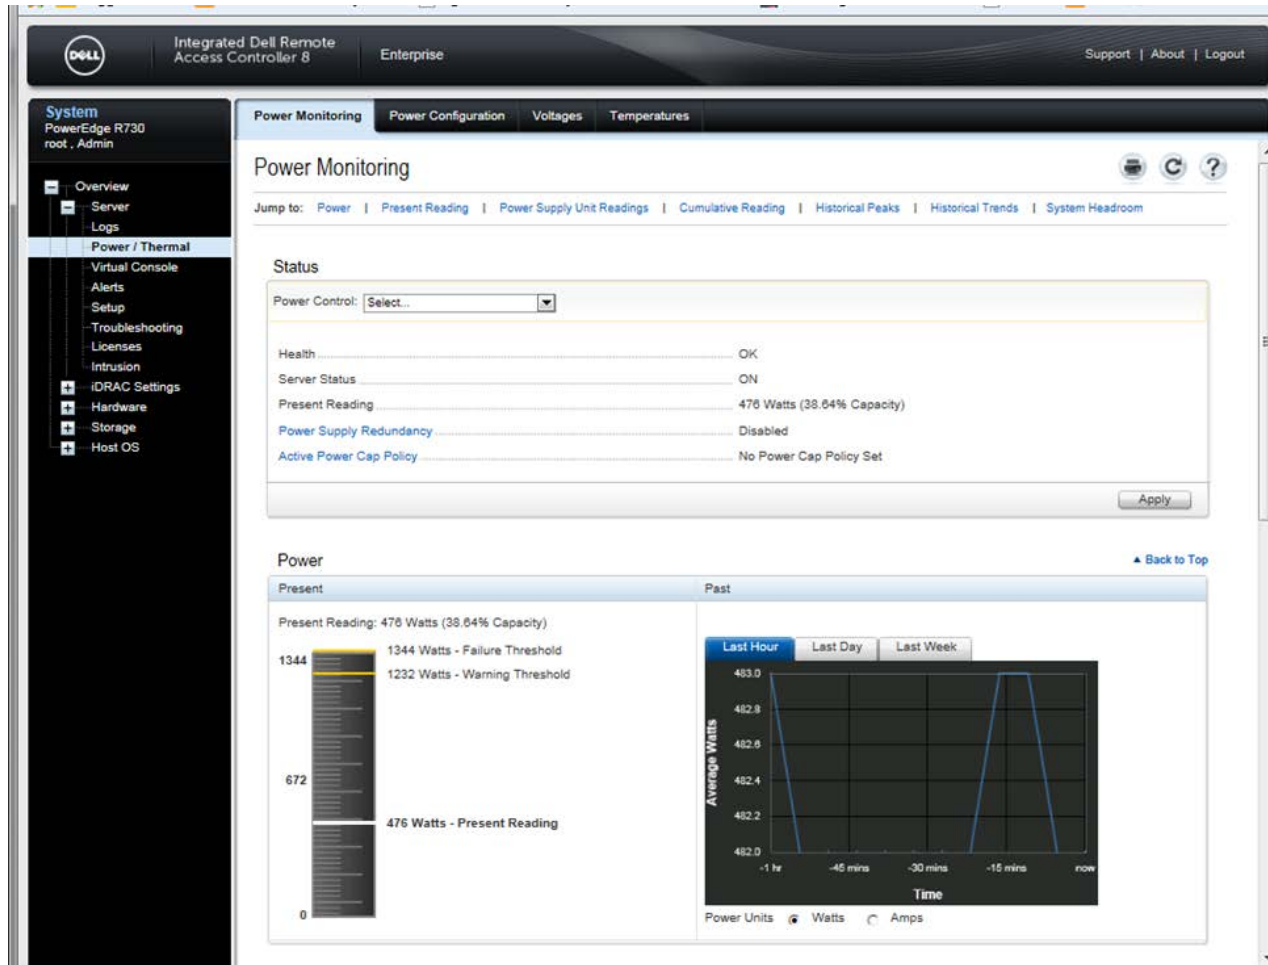 DELL
Integrated Dell Remote
Access Controller 8
Enterprise
Support | About | Logout
System
PowerEdge R730
root , Admin
Overview
Server
Logs
Power / Thermal
Virtual Console
Alerts
Setup
Troubleshooting
Licenses
Intrusion
iDRAC Settings
Hardware
Storage
Host OS
Power Monitoring Power Configuration Voltages Temperatures
Power Monitoring
Jump to: Power | Present Reading | Power Supply Unit Readings | Cumulative Reading | Historical Peaks | Historical Trends | System Headroom
Status
Power Control: Select...
Health OK
Server Status ON
Present Reading 476 Watts (38.64% Capacity)
Power Supply Redundancy Disabled
Active Power Cap Policy No Power Cap Policy Set
Apply
Power
Back to Top
Present
Present Reading: 476 Watts (38.64% Capacity)
1344
1344 Watts - Failure Threshold
1232 Watts - Warning Threshold
672
476 Watts - Present Reading
0
Past
Last Hour Last Day Last Week
Average Watts
483.0
482.8
482.6
482.4
482.2
482.0
-1 hr -45 mins -30 mins -15 mins now
Time
Power Units Watts Amps